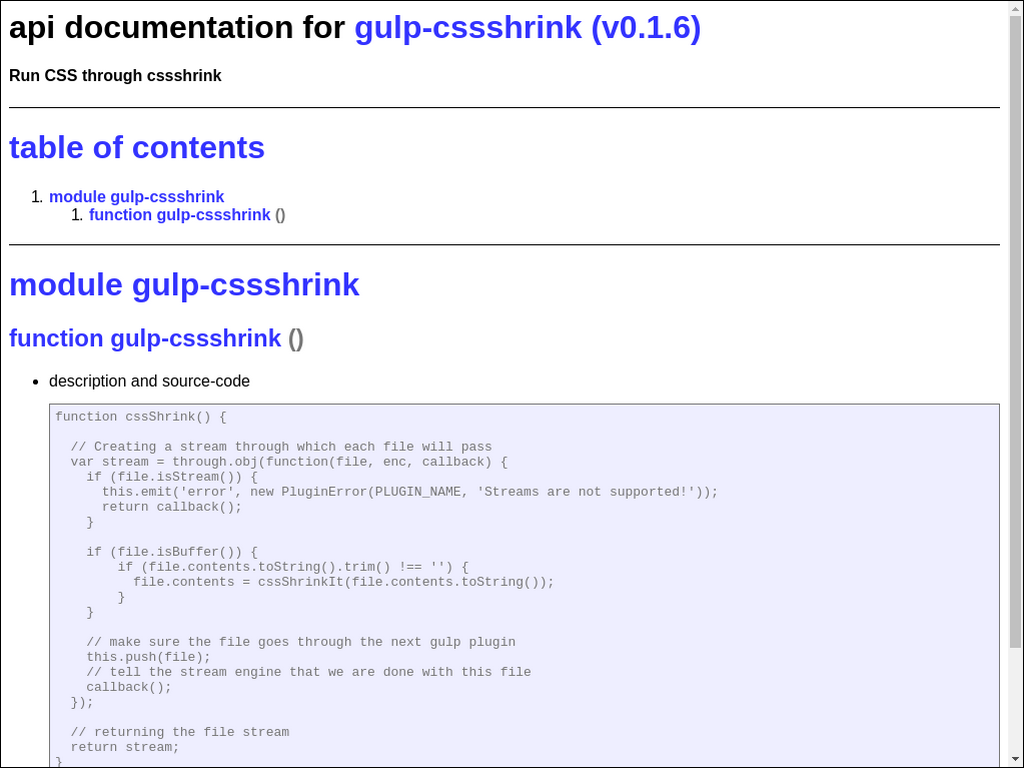 api documentation for gulp-cssshrink (v0.1.6)
Run CSS through cssshrink
table of contents
1. module gulp-cssshrink
1. function gulp-cssshrink ()
module gulp-cssshrink
function gulp-cssshrink ()
• description and source-code
function cssShrink() {
  // Creating a stream through which each file will pass
  var stream = through.obj(function(file, enc, callback) {
    if (file.isStream()) {
      this.emit('error', new PluginError(PLUGIN_NAME, 'Streams are not supported!'));
      return callback();
    }
    if (file.isBuffer()) {
        if (file.contents.toString().trim() !== '') {
          file.contents = cssShrinkIt(file.contents.toString());
        }
    }
    // make sure the file goes through the next gulp plugin
    this.push(file);
    // tell the stream engine that we are done with this file
    callback();
  });
  // returning the file stream
  return stream;
}